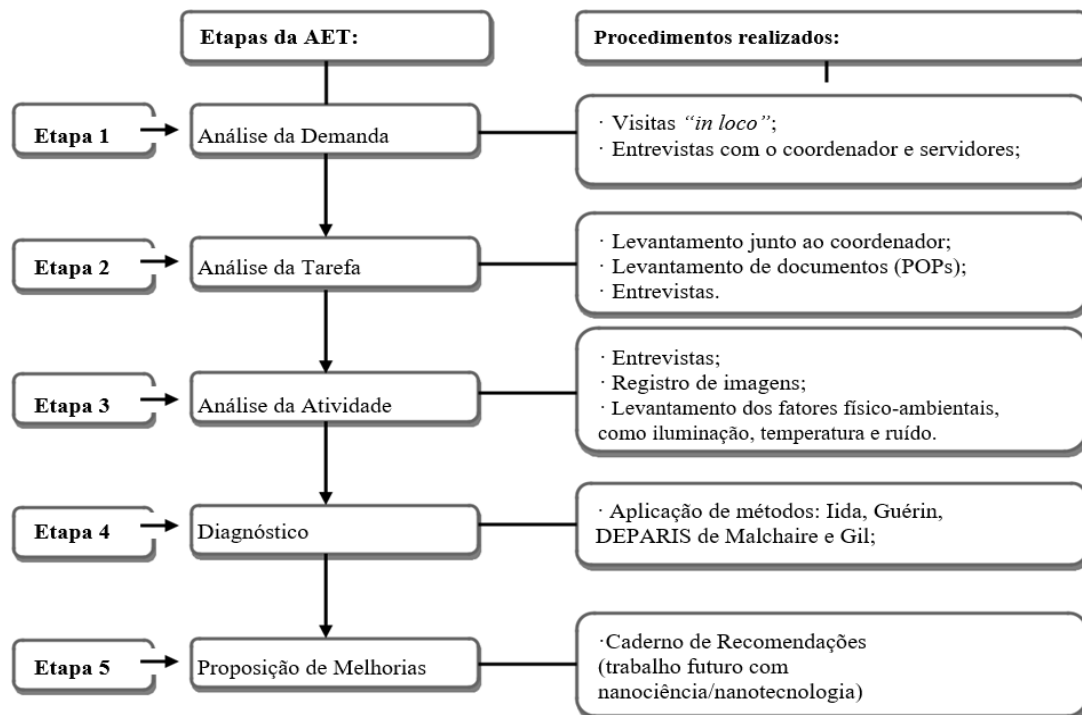 Etapas da AET:
Procedimentos realizados:
Etapa 1
Análise da Demanda
· Visitas “in loco”;
· Entrevistas com o coordenador e servidores;
Etapa 2
Análise da Tarefa
· Levantamento junto ao coordenador;
· Levantamento de documentos (POPs);
· Entrevistas.
Etapa 3
Análise da Atividade
· Entrevistas;
· Registro de imagens;
· Levantamento dos fatores físico-ambientais,
como iluminação, temperatura e ruído.
Etapa 4
Diagnóstico
· Aplicação de métodos: Iida, Guérin,
DEPARIS de Malchaire e Gil;
Etapa 5
Proposição de Melhorias
·Caderno de Recomendações
(trabalho futuro com
nanociência/nanotecnologia)